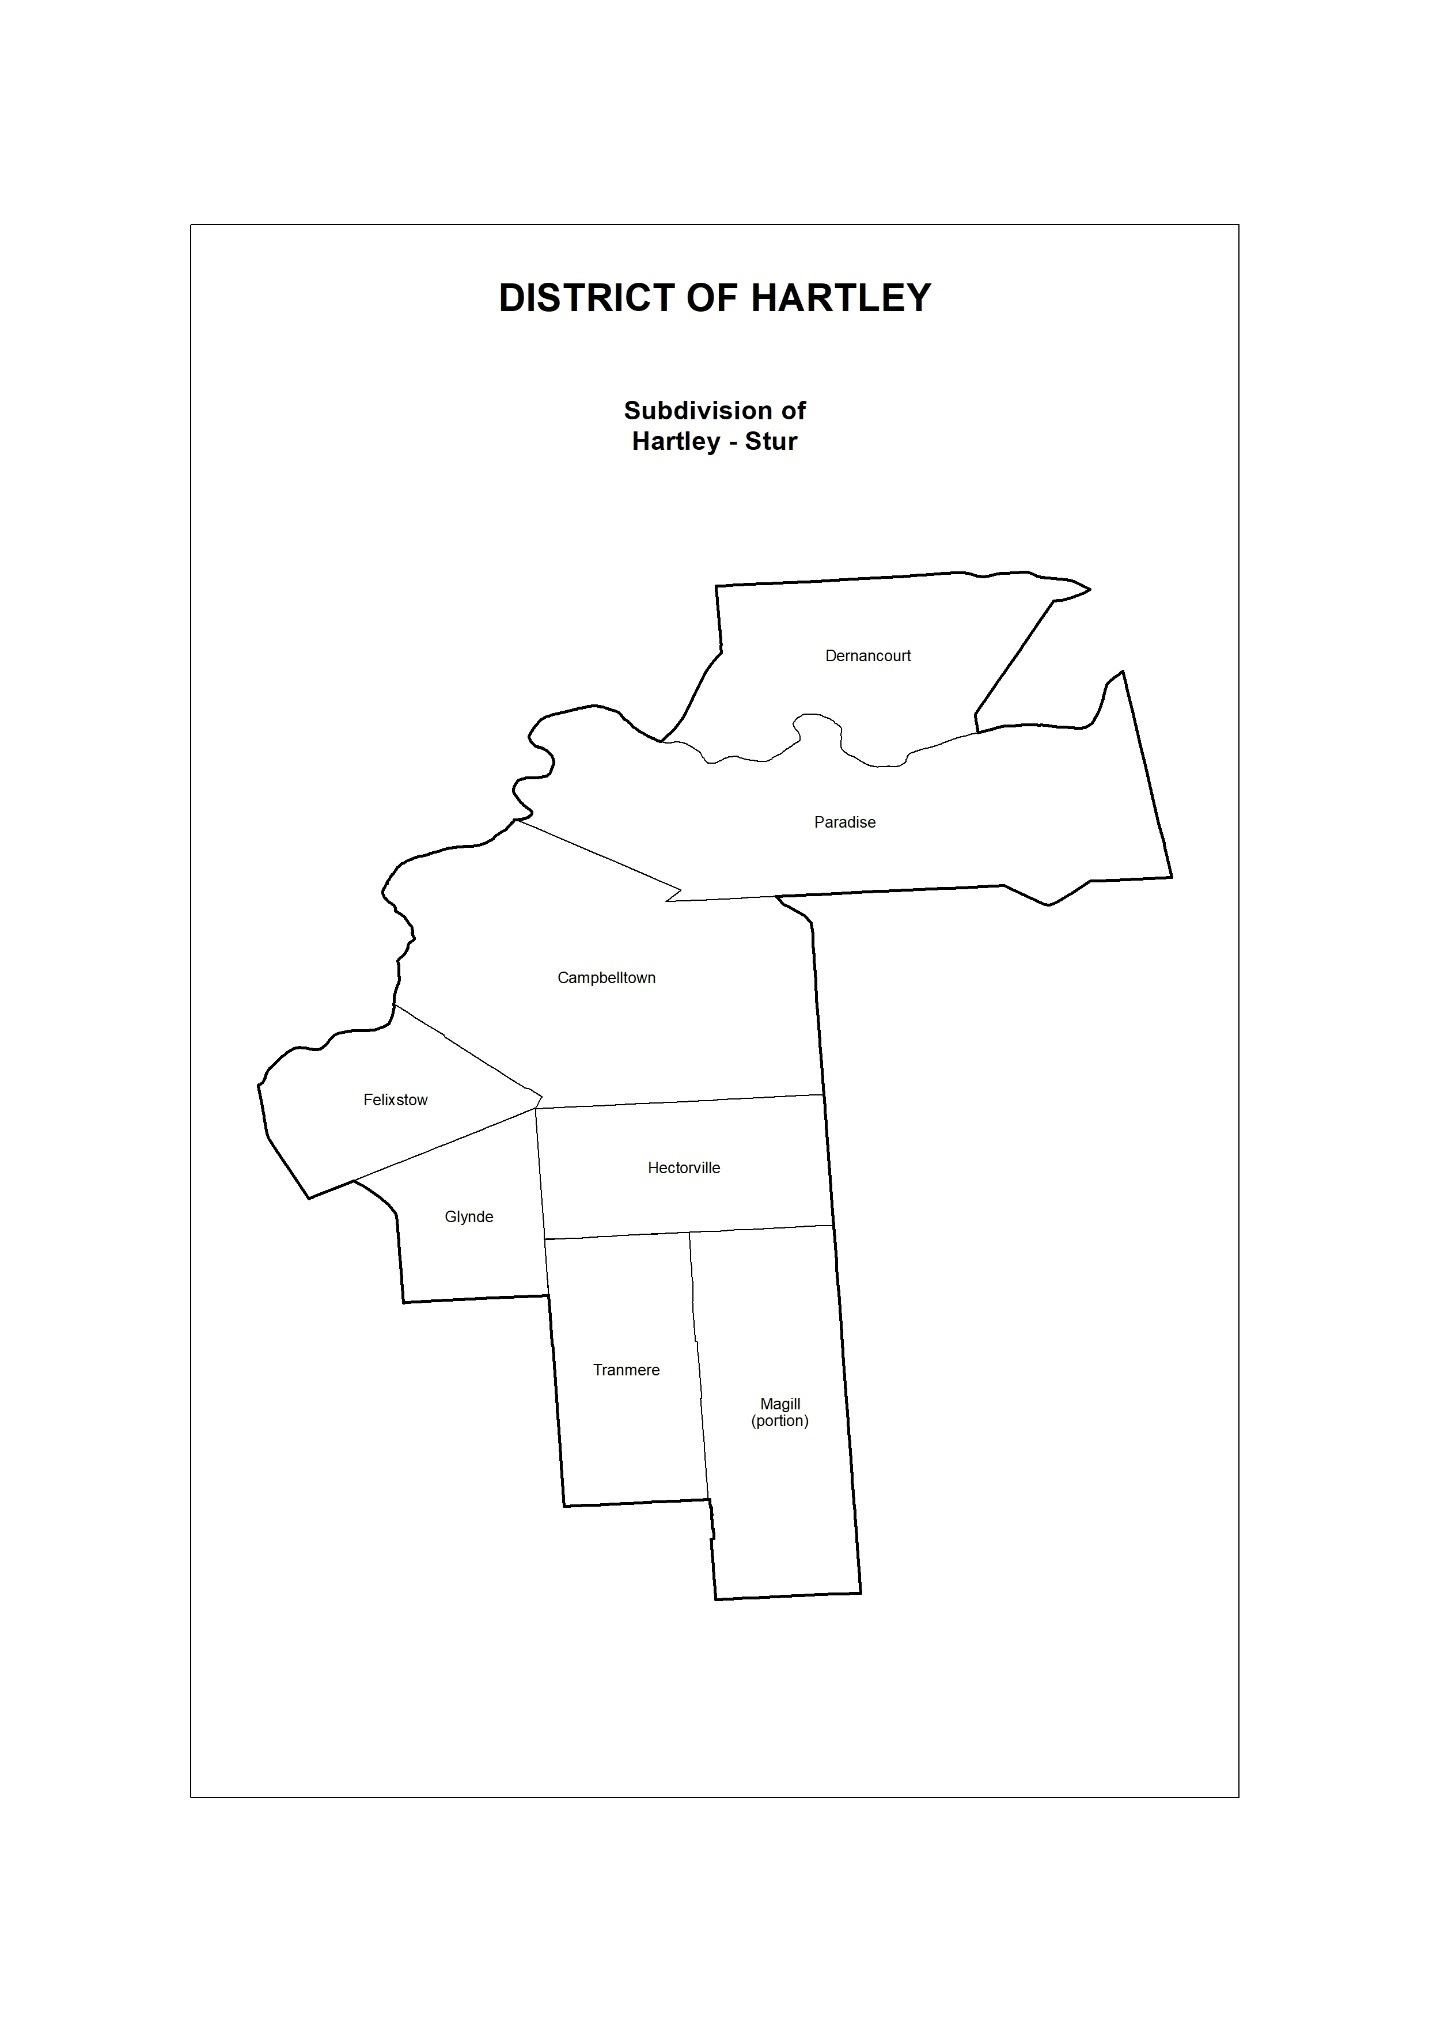 DISTRICT OF HARTLEY
Subdivision of
Hartley - Stur
Dernancourt
Paradise
Campbelltown
Felixstow
Hectorville
Glynde
Tranmere
Magill
(portion)